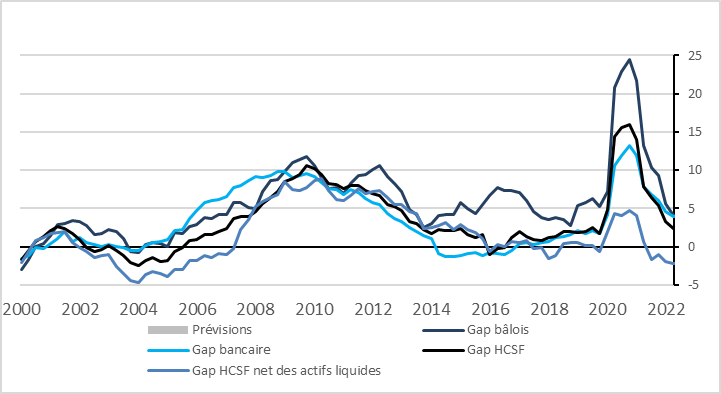 25
20
15
10
5
0
-5
2000 2002 2004 2006 2008 2010 2012 2014 2016 2018 2020 2022
Prévisions Gap bâlois
Gap bancaire Gap HCSF
Gap HCSF net des actifs liquides